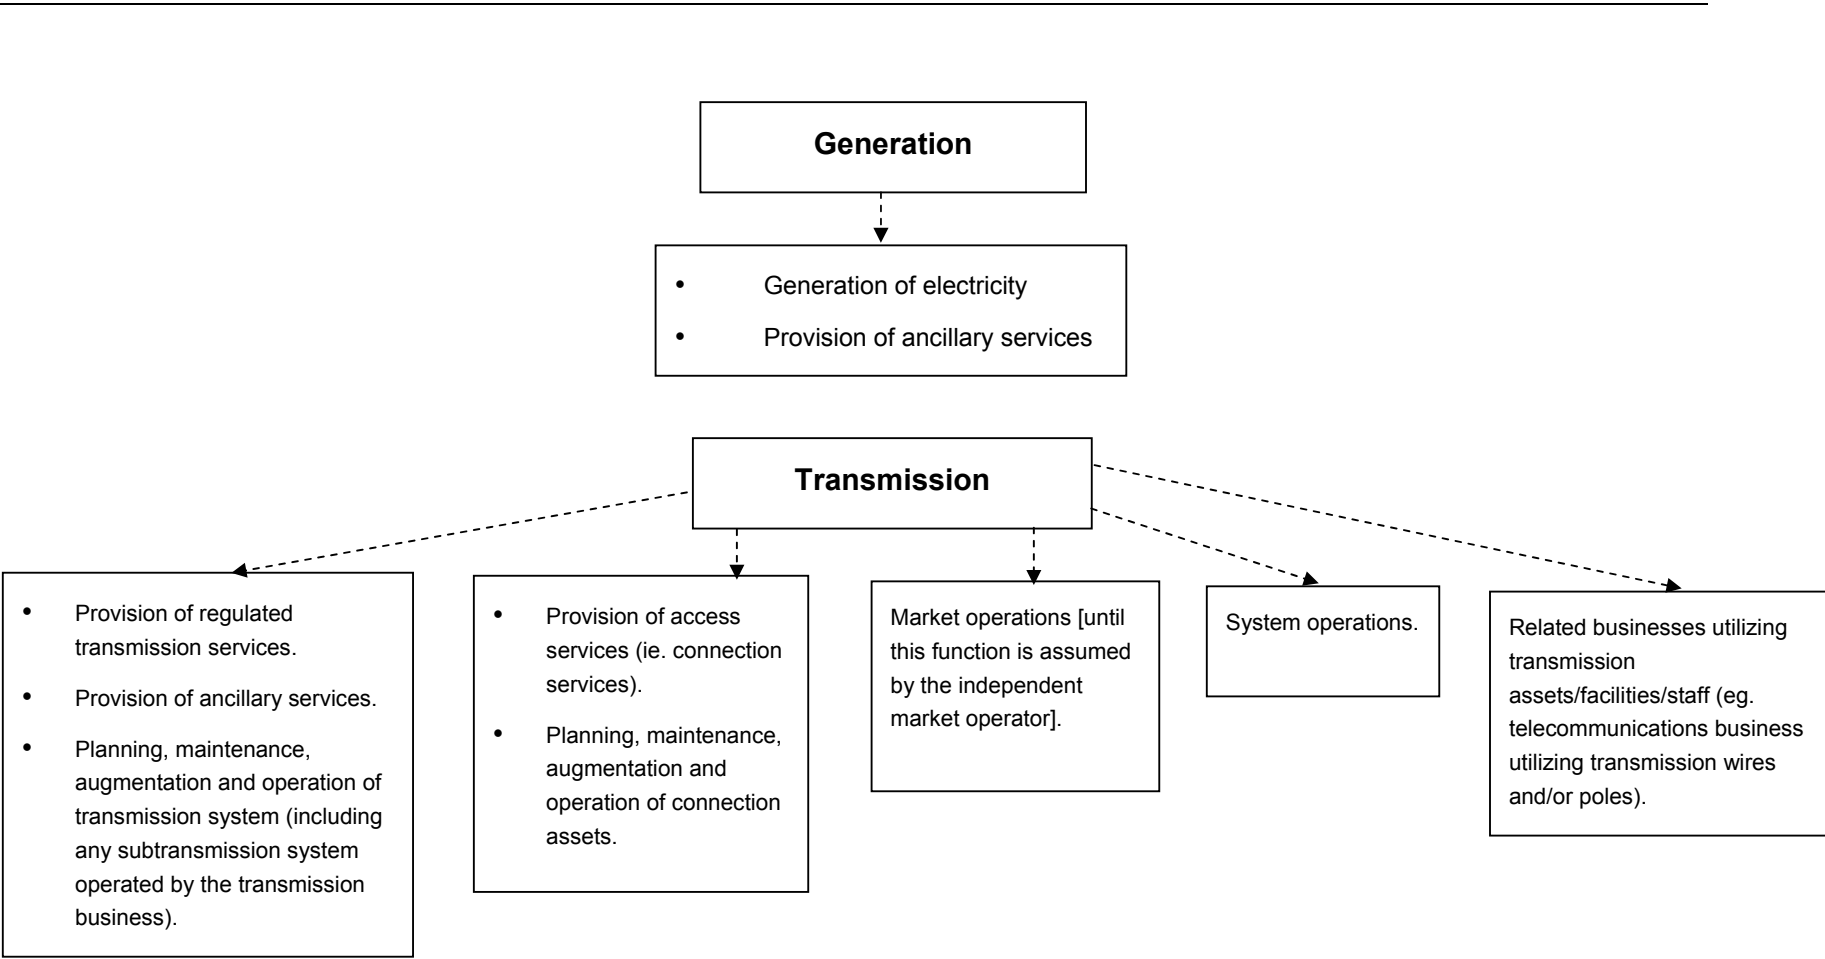 Generation
• Generation of electricity
• Provision of ancillary services
Transmission
• Provision of regulated
transmission services.
• Provision of ancillary services.
• Planning, maintenance,
augmentation and operation of
transmission system (including
any subtransmission system
operated by the transmission
business).
• Provision of access
services (ie. connection
services).
• Planning, maintenance,
augmentation and
operation of connection
assets.
Market operations [until
this function is assumed
by the independent
market operator].
System operations.
Related businesses utilizing
transmission
assets/facilities/staff (eg.
telecommunications business
utilizing transmission wires
and/or poles).